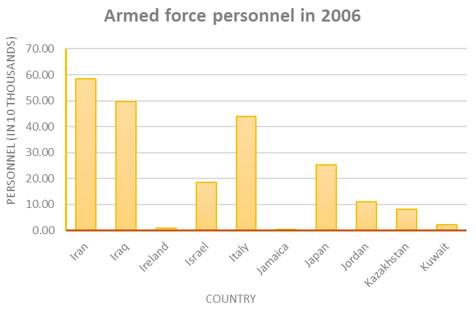 Armed force personnel in 2006
PERSONNEL (IN 10 THOUSANDS)
70.00
60.00
50.00
40.00
30.00
20.00
10.00
0.00
Iran
Iraq
Ireland
Israel
Italy
Jamaica
Japan
Jordan
Kazakhstan
Kuwait
COUNTRY